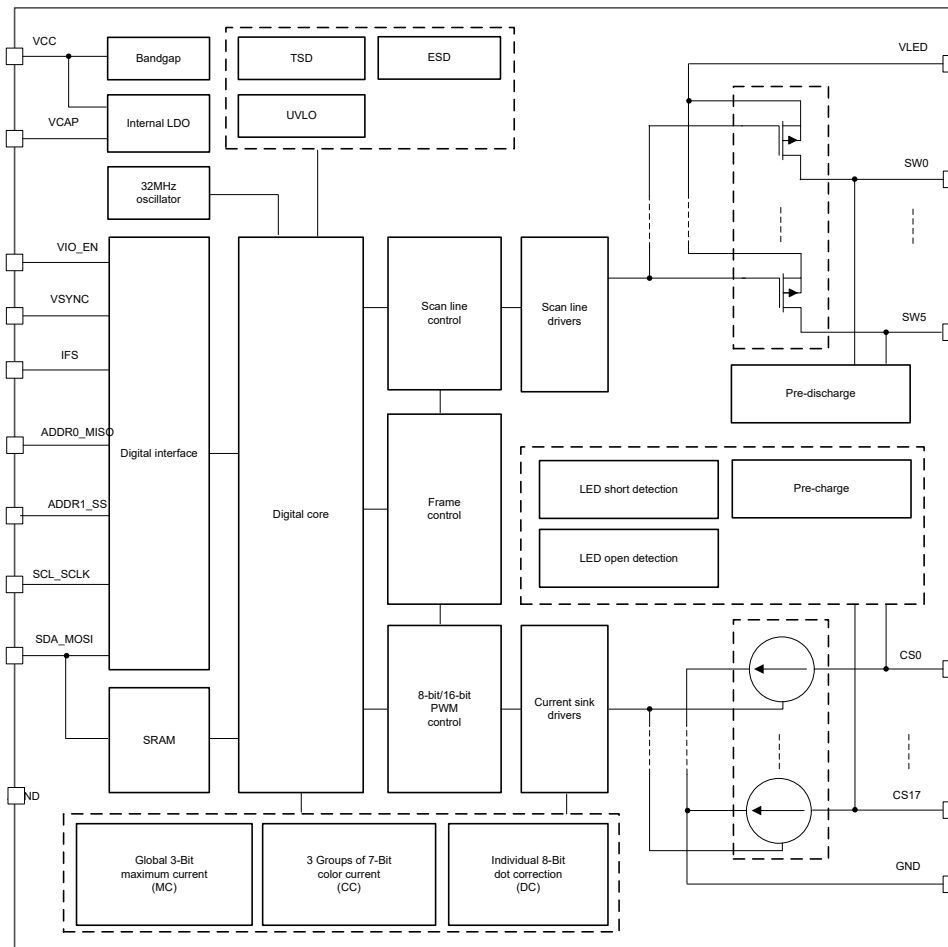 VCC
Bandgap
TSD
ESD
VLED
VCAP
Internal LDO
UVLO
32MHz
oscillator
SW0
VIO_EN
VSYNC
IFS
ADDR0_MISO
ADDR1_SS
SCL_SCLK
SDA_MOSI
Digital interface
Digital core
Scan line
control
Scan line
drivers
SW5
Pre-discharge
Frame
control
LED short detection
Pre-charge
LED open detection
8-bit/16-bit
PWM
control
Current sink
drivers
CS0
SRAM
ND
CS17
GND
Global 3-Bit
maximum current
(MC)
3 Groups of 7-Bit
color current
(CC)
Individual 8-Bit
dot correction
(DC)